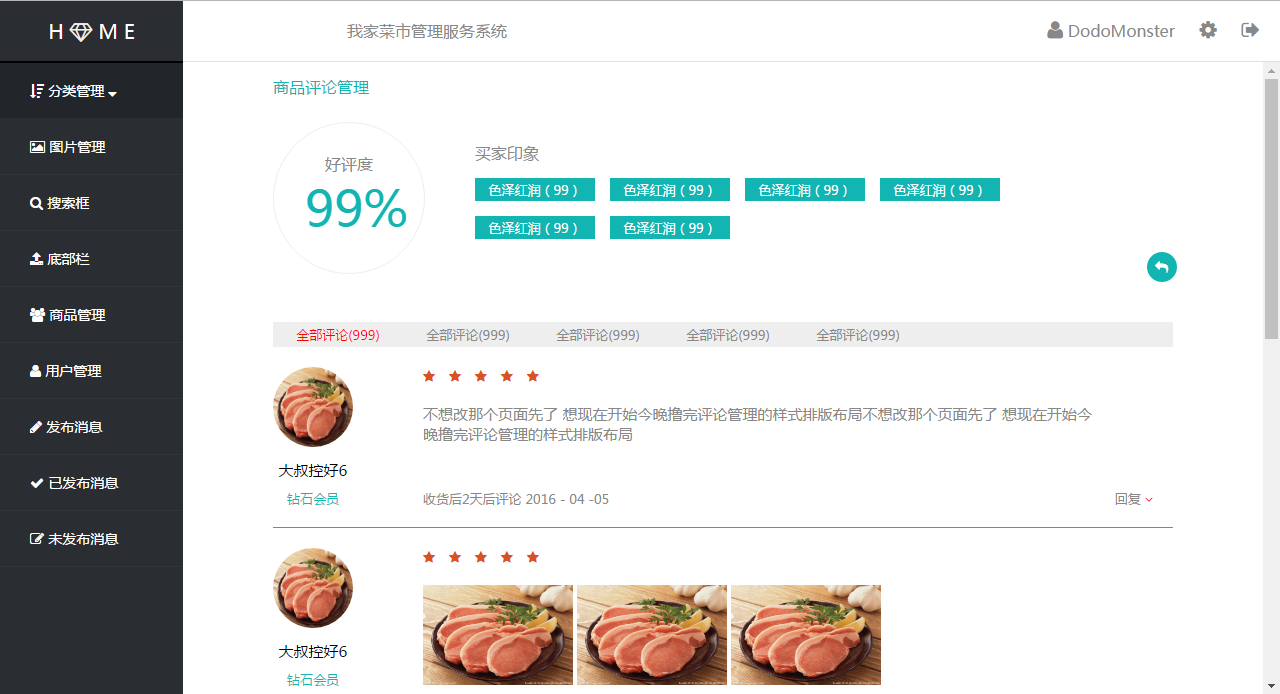 H ME
我家菜市管理服务系统
DodoMonster
分类管理
图片管理
搜索框
底部栏
商品管理
用户管理
发布消息
已发布消息
未发布消息
商品评论管理
好评度
99%
买家印象
色泽红润 ( 99 ) 色泽红润 ( 99 ) 色泽红润 ( 99 ) 色泽红润 ( 99 )
色泽红润 ( 99 ) 色泽红润 ( 99 )
全部评论(999) 全部评论(999) 全部评论(999) 全部评论(999) 全部评论(999)
不想改那个页面先了 想现在开始今晚撸完评论管理的样式排版布局不想改那个页面先了 想现在开始今
晚撸完评论管理的样式排版布局
大叔控好6
钻石会员
收货后2天后评论 2016 - 04 -05
回复
大叔控好6
钻石会员